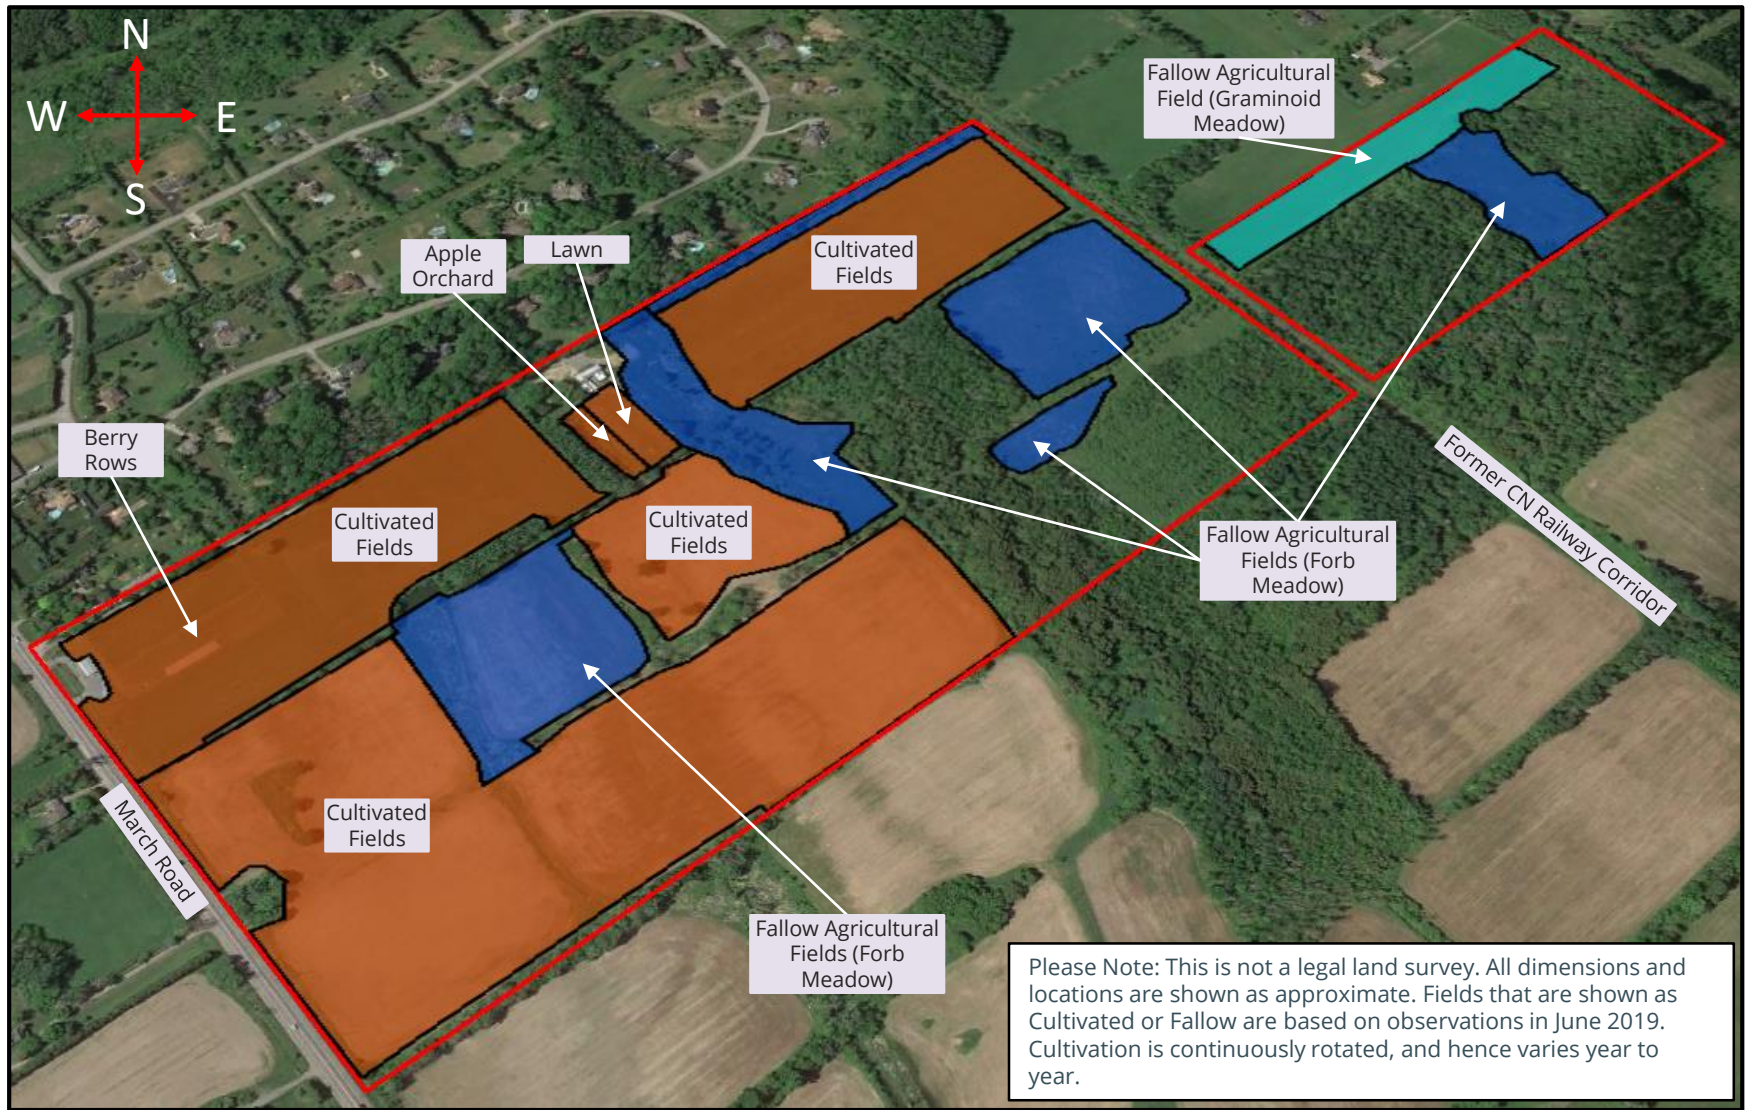 N
W
E
S
Fallow Agricultural
Field (Graminoid
Meadow)
Apple
Orchard
Lawn
Cultivated
Fields
Berry
Rows
Cultivated
Fields
Cultivated
Fields
Fallow Agricultural
Fields (Forb
Meadow)
Former CN Railway Corridor
March Road
Cultivated
Fields
Fallow Agricultural
Fields (Forb
Meadow)
Please Note: This is not a legal land survey. All dimensions and
locations are shown as approximate. Fields that are shown as
Cultivated or Fallow are based on observations in June 2019.
Cultivation is continuously rotated, and hence varies year to
year.